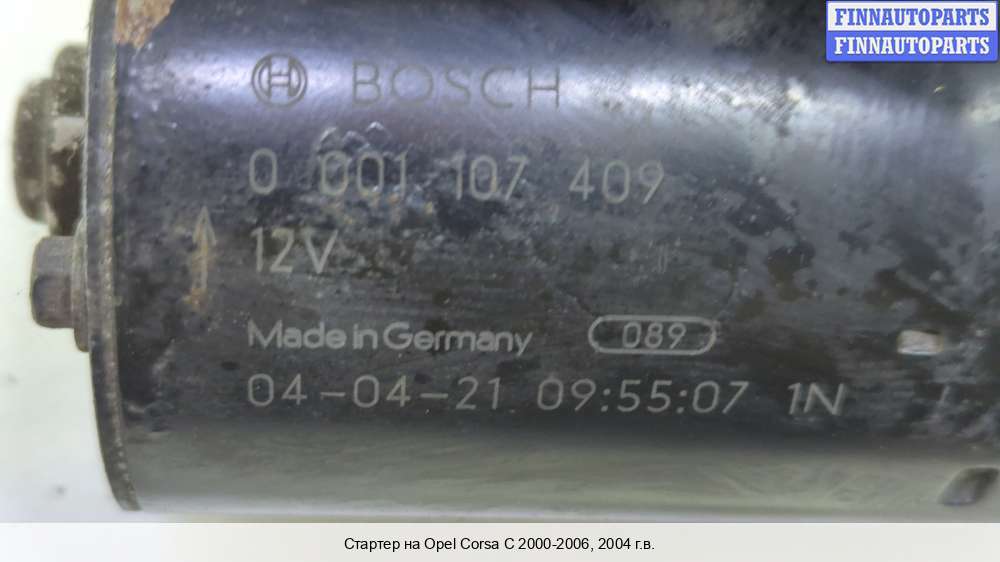 FINNAUTOPARTS
FINNAUTOPARTS
BOSCH
0 001 107 409
12V
Made in Germany 089
04-04-21 09:55:07 1N
Стартер на Opel Corsa C 2000-2006, 2004 г.в.